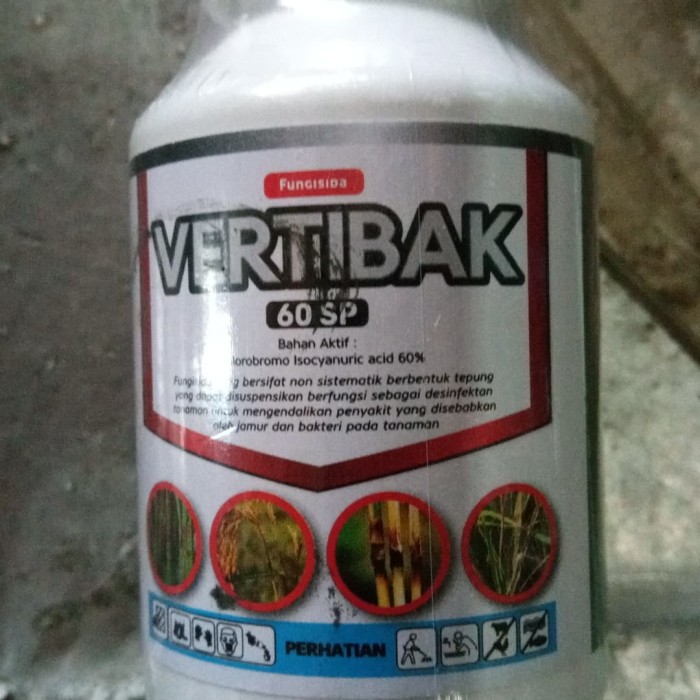 Fungisida
VERTIBAK
60 SP
Bahan Aktif :
lorobromo Isocyanuric acid 60%
bersifat non sistematik berbentuk tepung
yang dapat disuspensikan berfungsi sebagai desinfektan
tanaman untuk mengendalikan penyakit yang disebabkan
oleh jamur dan bakteri pada tanaman
PERHATIAN